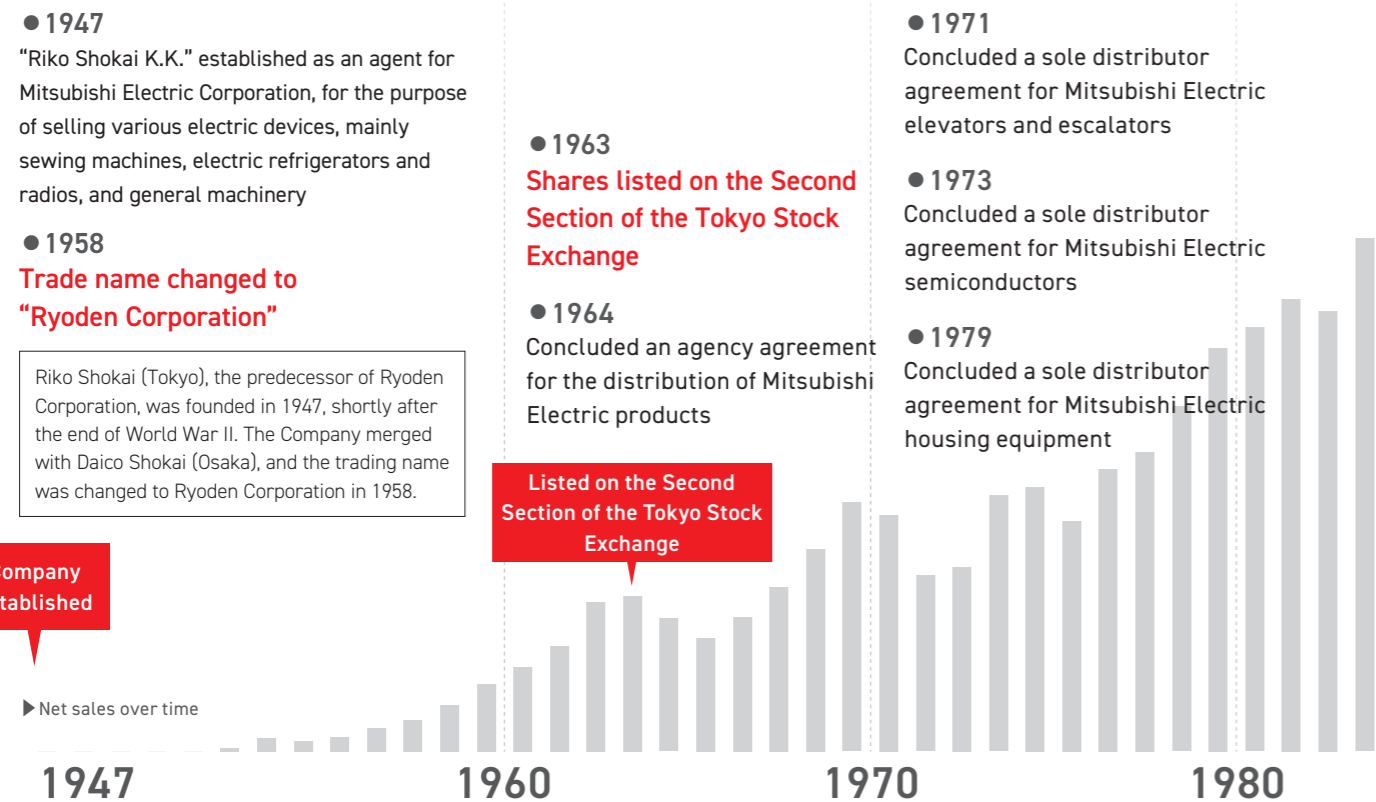 ● 1947
“Riko Shokai K.K.” established as an agent for
Mitsubishi Electric Corporation, for the purpose
of selling various electric devices, mainly
sewing machines, electric refrigerators and
radios, and general machinery
● 1958
Trade name changed to
“Ryoden Corporation”
Riko Shokai (Tokyo), the predecessor of Ryoden
Corporation, was founded in 1947, shortly after
the end of World War II. The Company merged
with Daico Shokai (Osaka), and the trading name
was changed to Ryoden Corporation in 1958.
● 1963
Shares listed on the Second
Section of the Tokyo Stock
Exchange
● 1964
Concluded an agency agreement
for the distribution of Mitsubishi
Electric products
● 1971
Concluded a sole distributor
agreement for Mitsubishi Electric
elevators and escalators
● 1973
Concluded a sole distributor
agreement for Mitsubishi Electric
semiconductors
● 1979
Concluded a sole distributor
agreement for Mitsubishi Electric
housing equipment
ompany
tablished
Listed on the Second
Section of the Tokyo Stock
Exchange
▶ Net sales over time
1947
1960
1970
1980